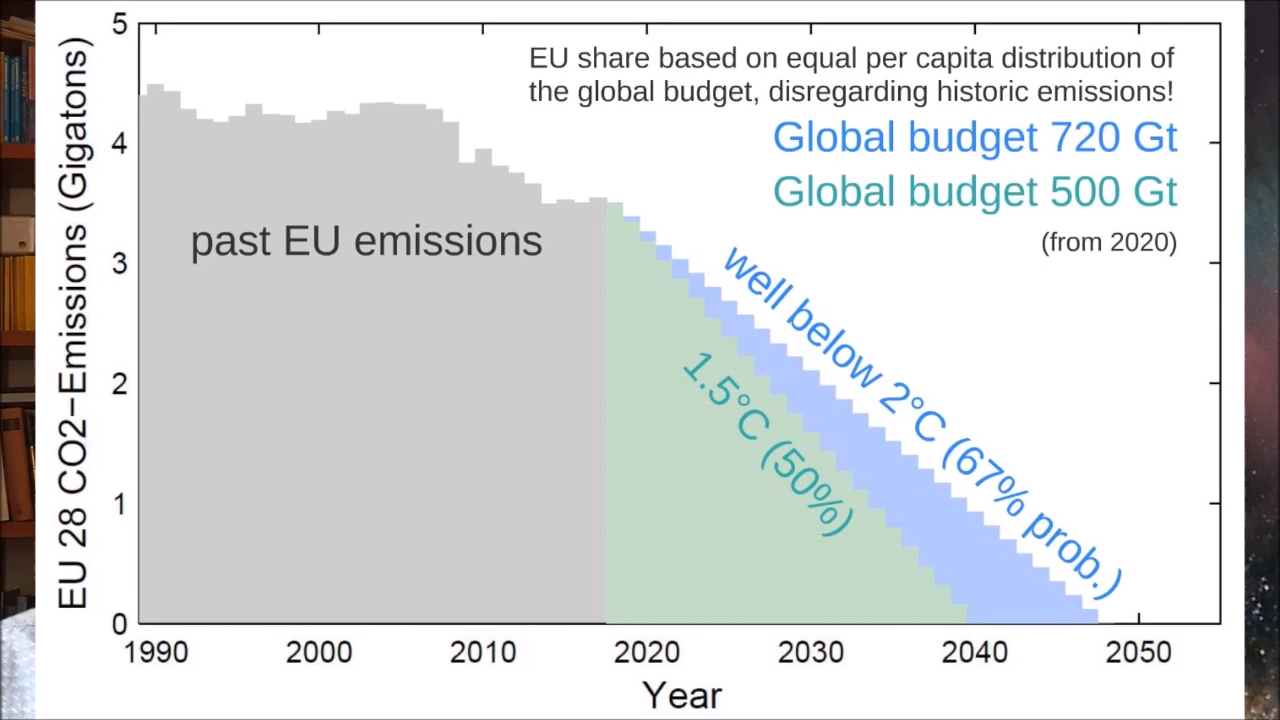 EU share based on equal per capita distribution of
the global budget, disregarding historic emissions!
Global budget 720 Gt
Global budget 500 Gt
(from 2020)
past EU emissions
well below 2°C (67% prob.)
1.5°C (50%)
EU 28 CO2−Emissions (Gigatons)
5
4
3
2
1
0
1990 2000 2010 2020 2030 2040 2050
Year